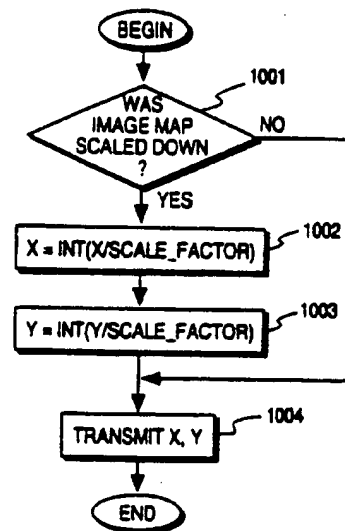 BEGIN
1001
WAS
IMAGE MAP
SCALED DOWN
?
NO
YES
1002
X = INT(X/SCALE_FACTOR)
1003
Y = INT(Y/SCALE_FACTOR)
1004
TRANSMIT X, Y
END